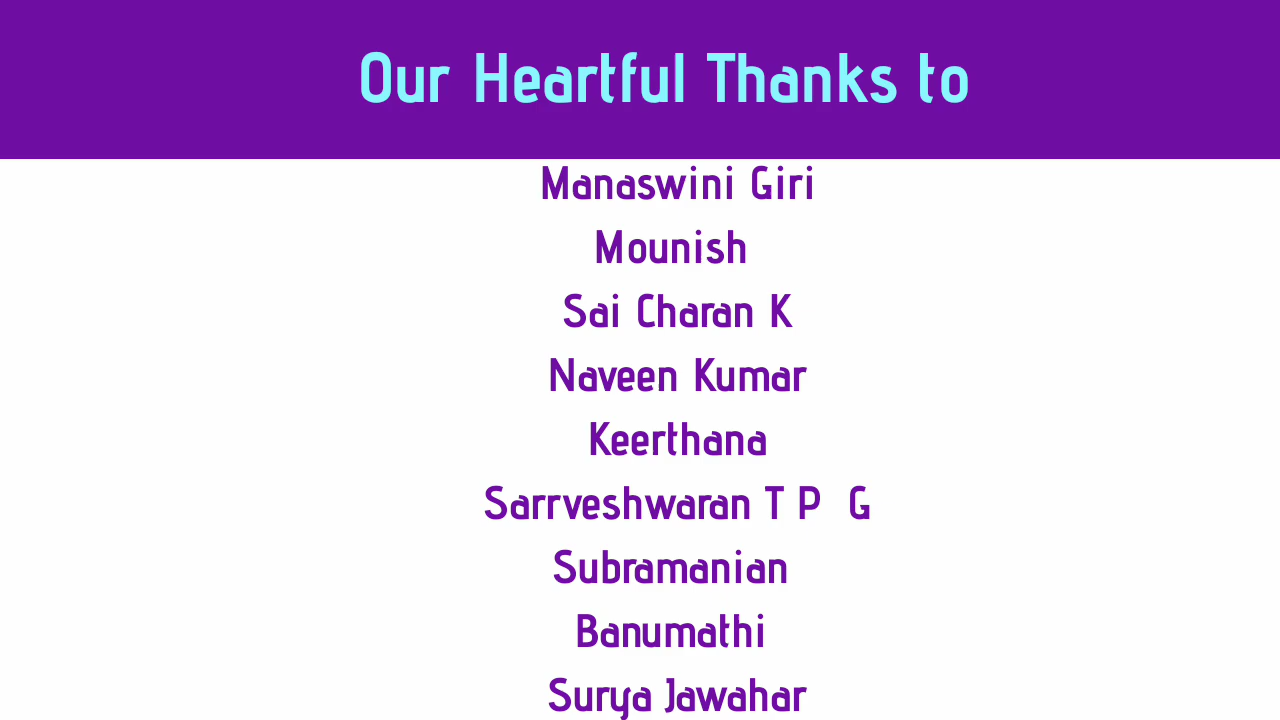 Our Heartful Thanks to
Manaswini Giri
Mounish
Sai Charan K
Naveen Kumar
Keerthana
Sarrveshwaran T P  G
Subramanian
Banumathi
Surya Jawahar